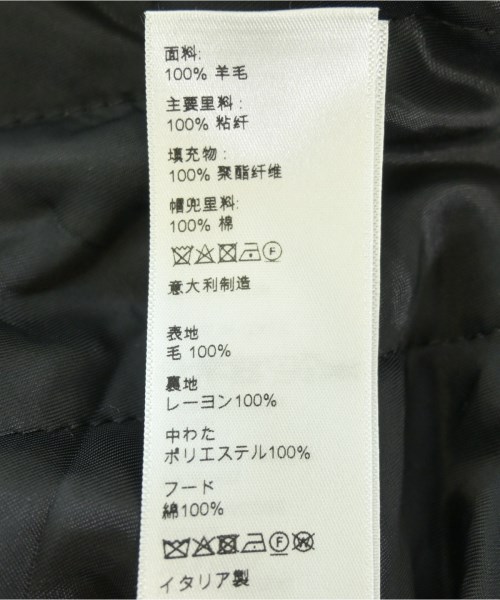 面料:
100% 羊毛
主要里料：
100% 粘纤
填充物：
100% 聚酯纤维
帽兜里料:
100% 棉
F
意大利制造
表地
毛 100%
裏地
レーヨン100%
中わた
ポリエステル100%
フード
綿100%
F W
イタリア製